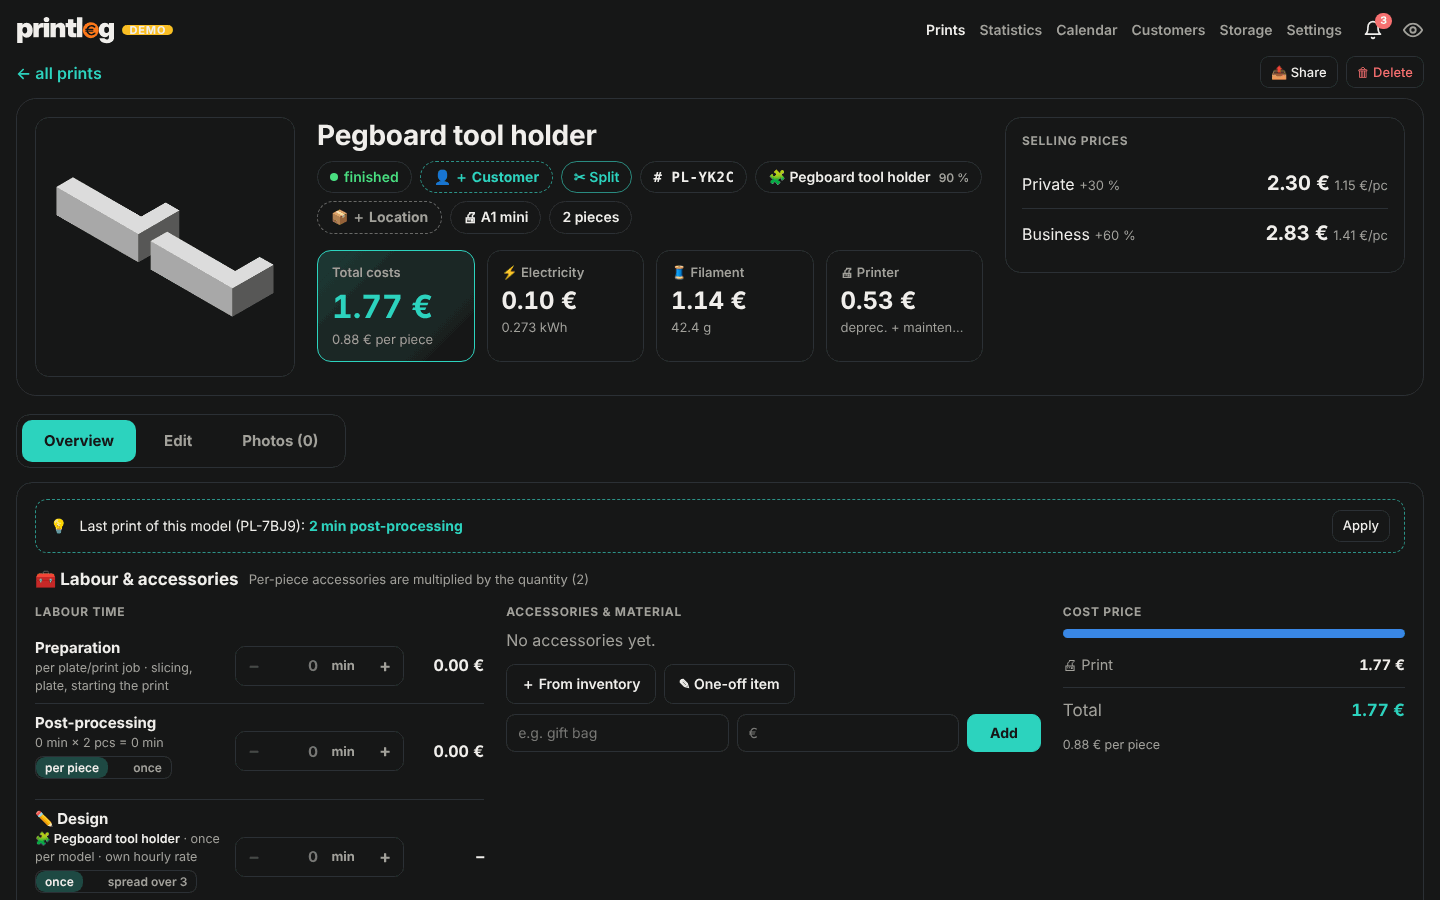 printlog DEMO
Prints Statistics Calendar Customers Storage Settings 3
← all prints
📤 Share 🗑 Delete
Pegboard tool holder
finished 👤 + Customer ✂ Split # PL-YK2C 🧩 Pegboard tool holder 90 %
📦 + Location 🖨 A1 mini 2 pieces
Total costs
1.77 €
0.88 € per piece
⚡ Electricity
0.10 €
0.273 kWh
🧵 Filament
1.14 €
42.4 g
🖨 Printer
0.53 €
deprec. + mainten...
SELLING PRICES
Private +30 % 2.30 € 1.15 €/pc
Business +60 % 2.83 € 1.41 €/pc
Overview Edit Photos (0)
💡 Last print of this model (PL-7BJ9): 2 min post-processing Apply
🧰 Labour & accessories Per-piece accessories are multiplied by the quantity (2)
LABOUR TIME
Preparation
per plate/print job · slicing,
plate, starting the print
− 0 min + 0.00 €
Post-processing
0 min × 2 pcs = 0 min
per piece once
− 0 min + 0.00 €
✏️ Design
🧩 Pegboard tool holder · once
per model · own hourly rate
once spread over 3
− 0 min + –
ACCESSORIES & MATERIAL
No accessories yet.
+ From inventory ✎ One-off item
e.g. gift bag € Add
COST PRICE
🖨 Print 1.77 €
Total 1.77 €
0.88 € per piece